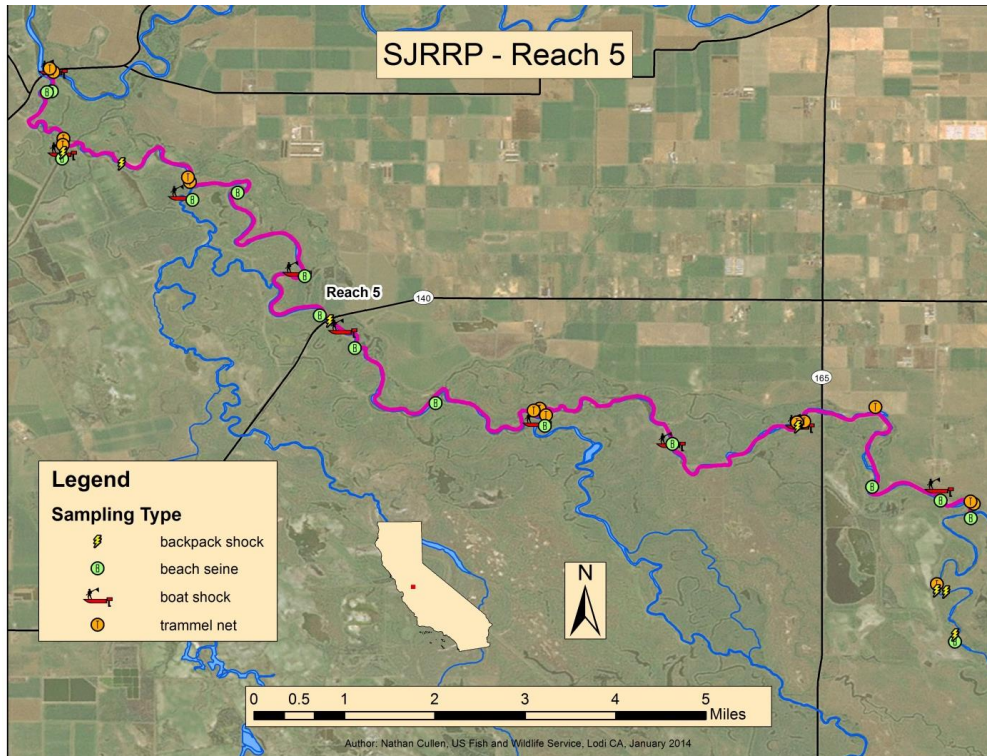 SJRRP - Reach 5
Reach 5
140
165
Legend
Sampling Type
backpack shock
B beach seine
boat shock
T trammel net
N
0 0.5 1 2 3 4 5
Miles
Author: Nathan Cullen, US Fish and Wildlife Service, Lodi CA, January 2014